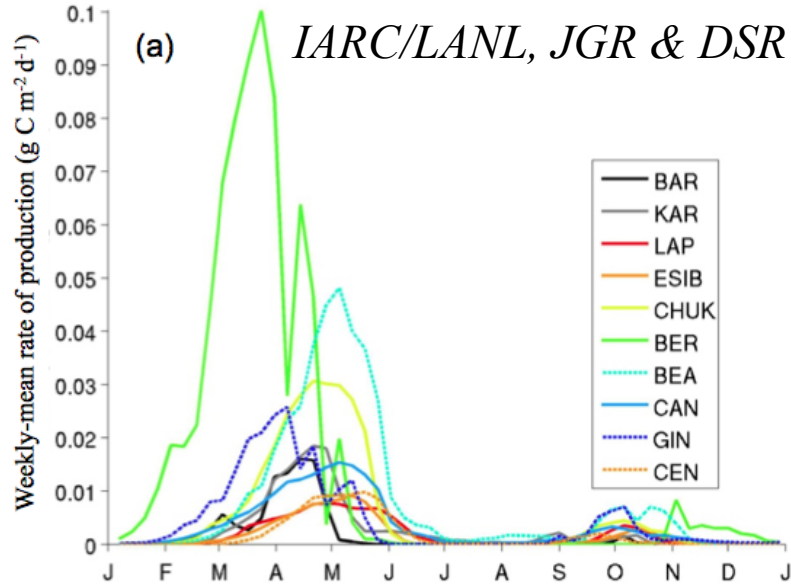 (a) IARC/LANL, JGR & DSR
Weekly-mean rate of production (g C m⁻² d⁻¹)
0.1
0.09
0.08
0.07
0.06
0.05
0.04
0.03
0.02
0.01
0
BAR
KAR
LAP
ESIB
CHUK
BER
BEA
CAN
GIN
CEN
J F M A M J J A S O N D J